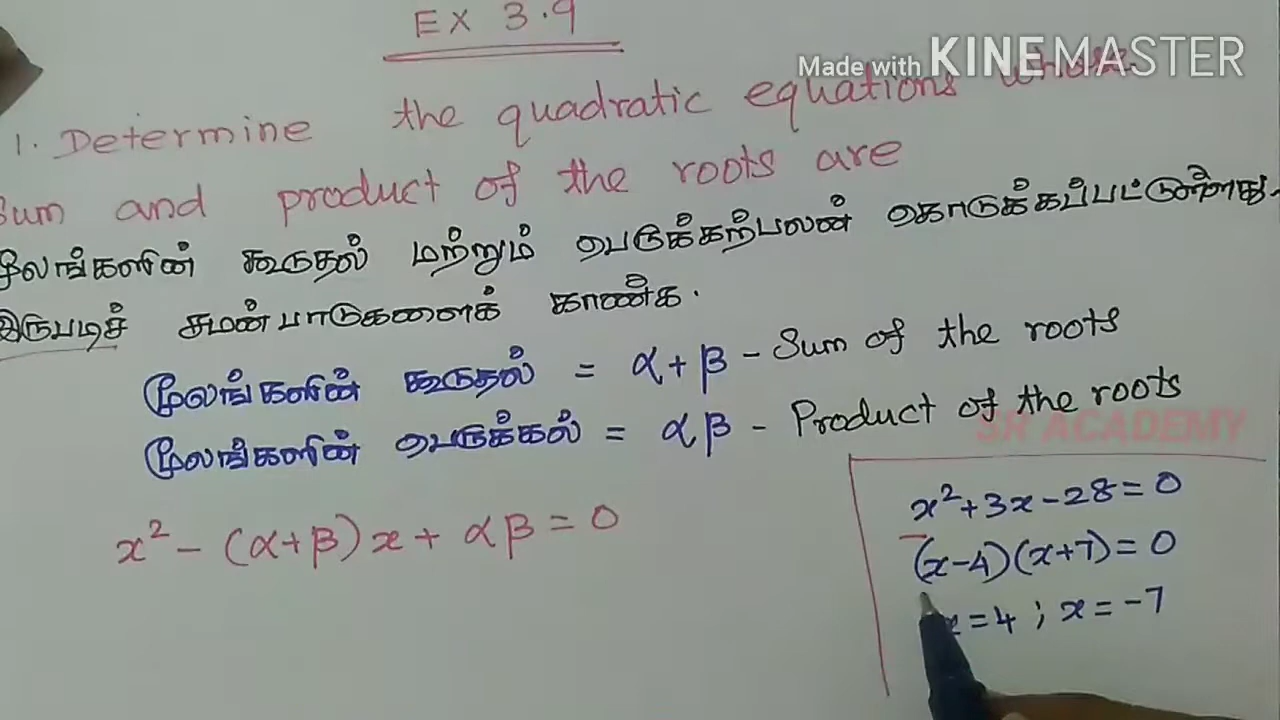 EX 3.9
Made with KINEMASTER
1. Determine the quadratic equations whose
Sum and product of the roots are
மூலங்களின் கூடுதல் மற்றும் பெருக்கற்பலன் கொடுக்கப்பட்டுள்ளது.
இருபடிச் சமன்பாடுகளைக் காண்க.
மூலங்களின் கூடுதல் = α + β - Sum of the roots
மூலங்களின் பெருக்கல் = αβ - Product of the roots
SR ACADEMY
x² - (α+β)x + αβ = 0
x² + 3x - 28 = 0
(x-4)(x+7) = 0
x = 4 ; x = -7